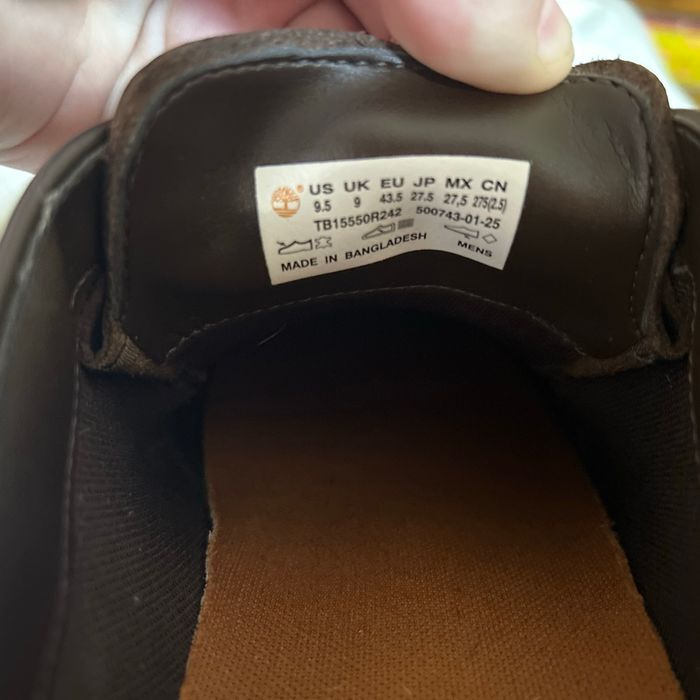 US UK EU JP MX CN
9.5 9 43.5 27.5 27,5 275(2.5)
TB15550R242 500743-01-25
MADE IN BANGLADESH MENS